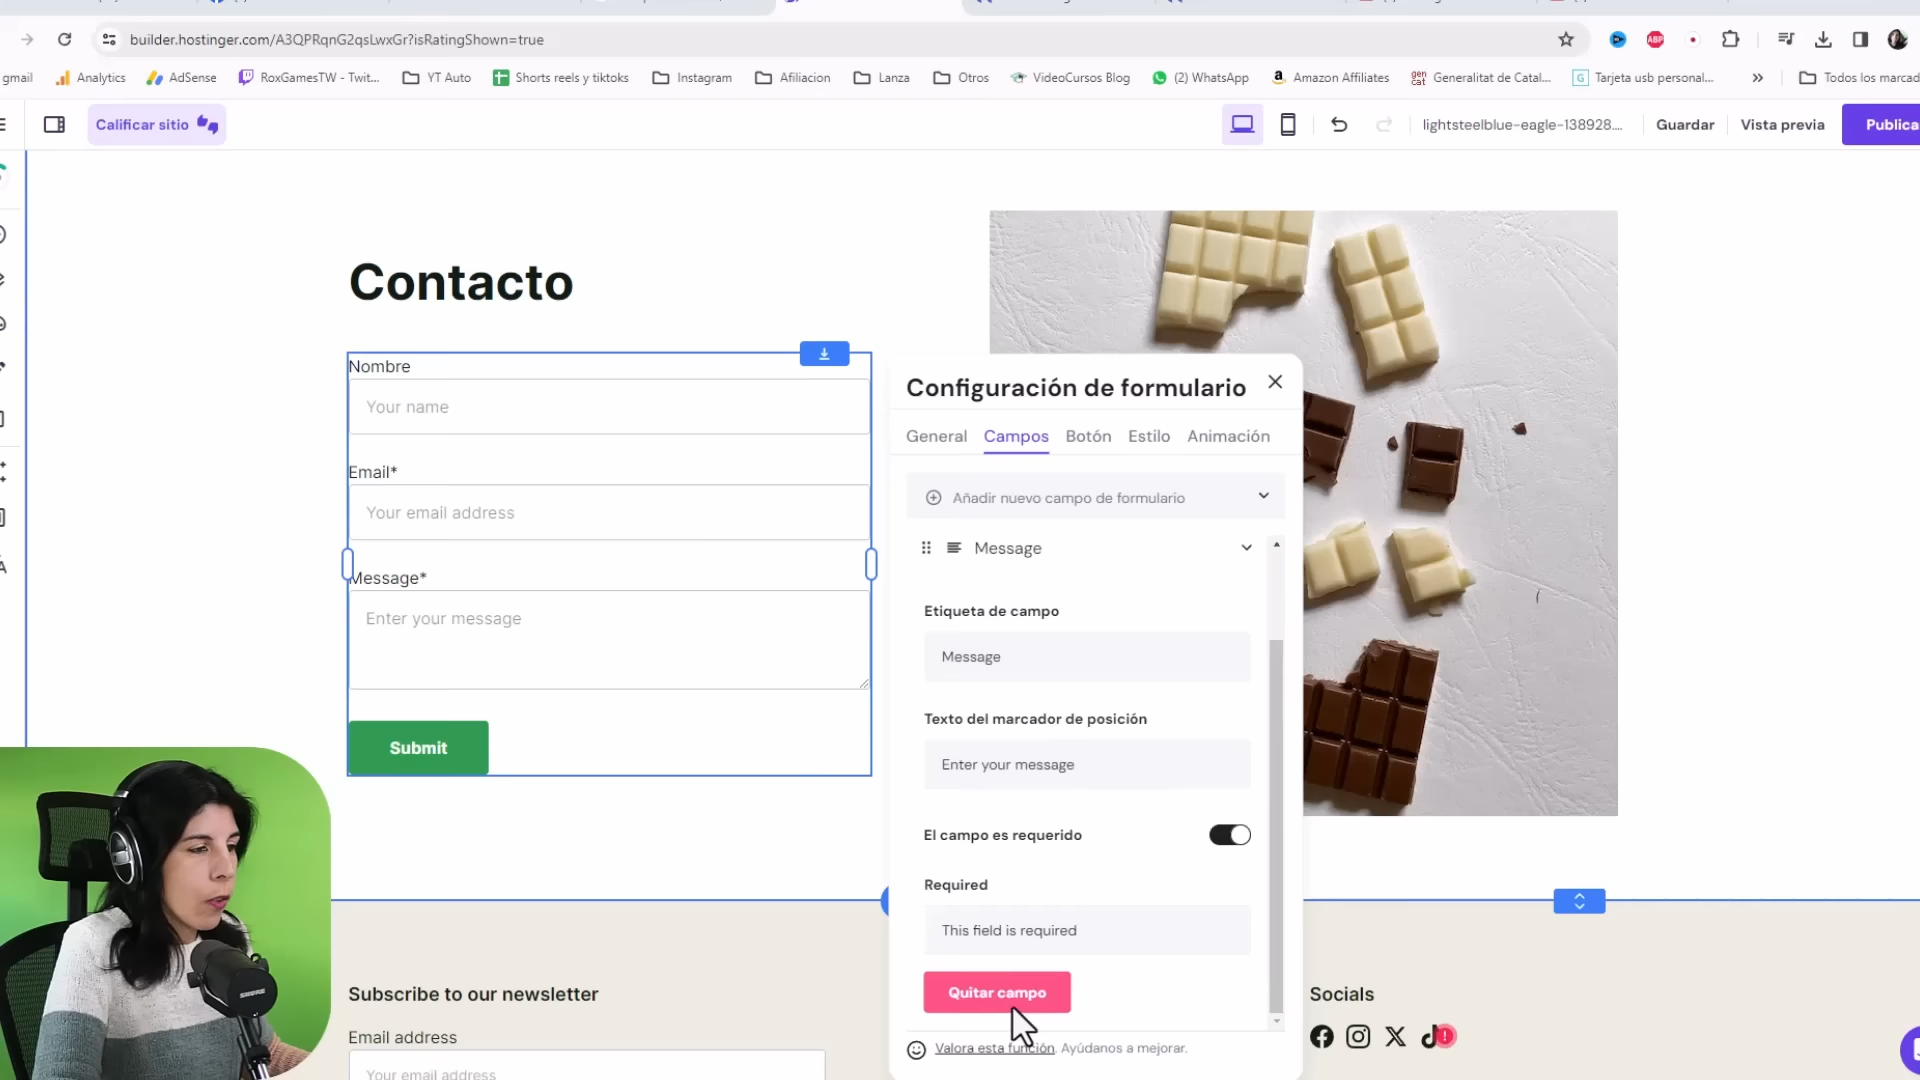 builder.hostinger.com/A3QPRqnG2qsLwxGr?isRatingShown=true
gmail
Analytics
AdSense
RoxGamesTW - Twit...
YT Auto
Shorts reels y tiktoks
Instagram
Afiliacion
Lanza
Otros
VideoCursos Blog
(2) WhatsApp
Amazon Affiliates
gen cat
Generalitat de Catal...
Tarjeta usb personal...
Todos los marcad
ABP
Calificar sitio
lightsteelblue-eagle-138928....
Guardar
Vista previa
Publica
Contacto
Nombre
Your name
Email*
Your email address
Message*
Enter your message
Submit
Configuración de formulario
General
Campos
Botón
Estilo
Animación
Añadir nuevo campo de formulario
Message
Etiqueta de campo
Message
Texto del marcador de posición
Enter your message
El campo es requerido
Required
This field is required
Quitar campo
Valora esta función. Ayúdanos a mejorar.
Subscribe to our newsletter
Email address
Your email address
Socials
SHURE